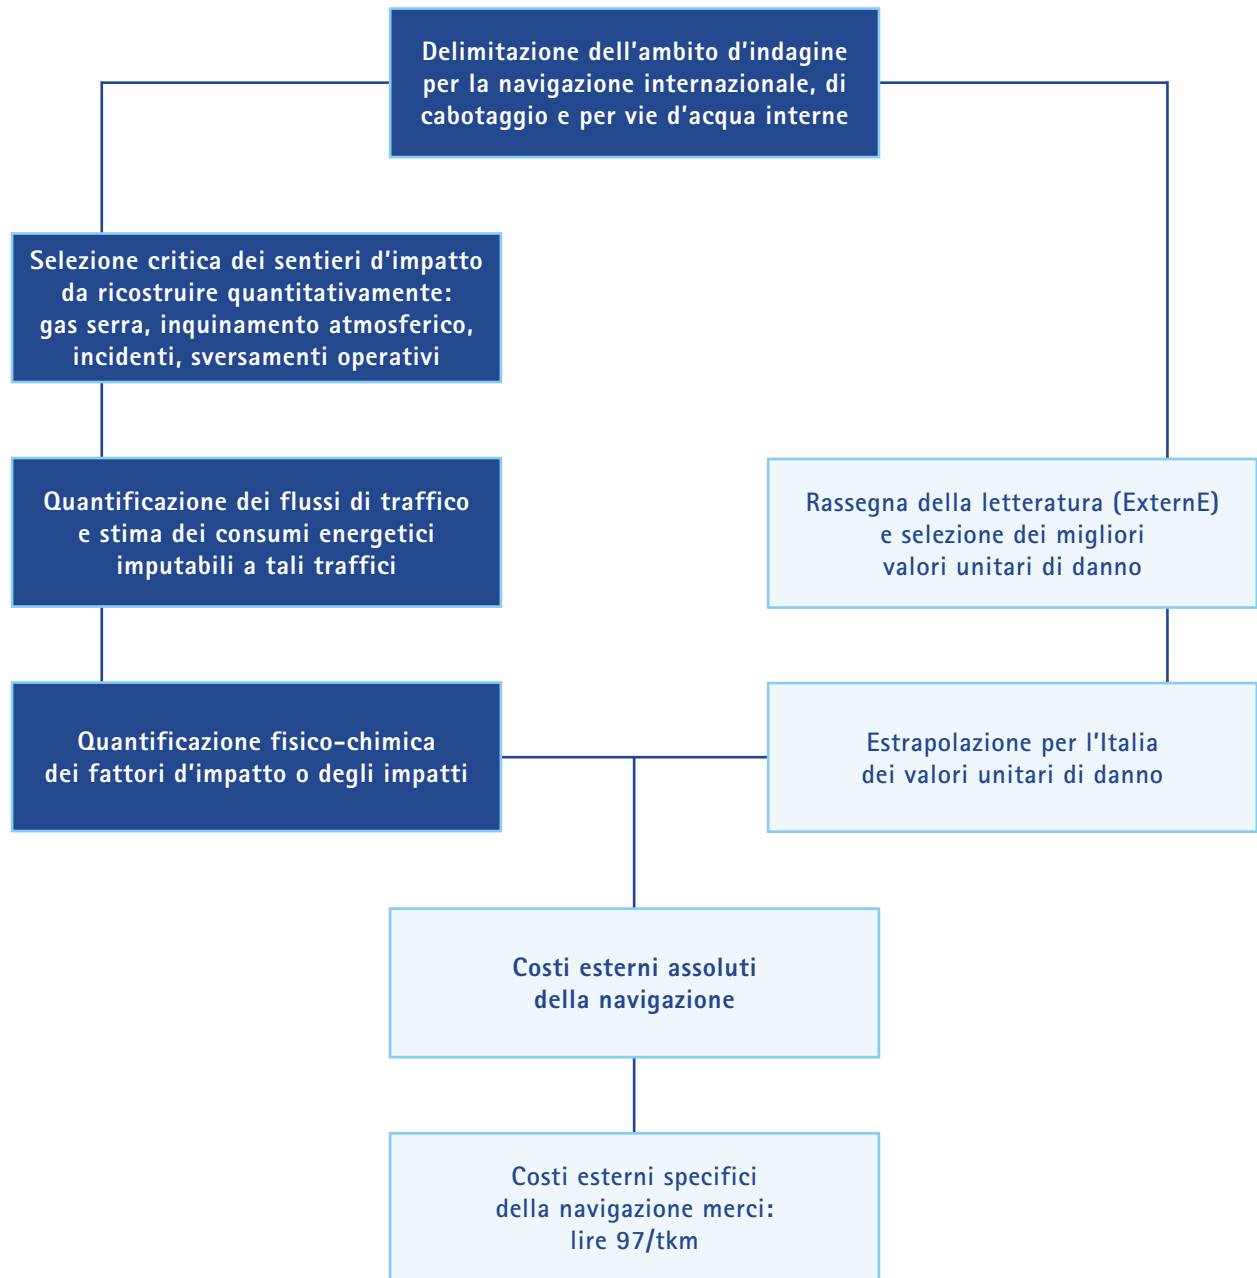 Delimitazione dell'ambito d'indagine
per la navigazione internazionale, di
cabotaggio e per vie d'acqua interne
Selezione critica dei sentieri d'impatto
da ricostruire quantitativamente:
gas serra, inquinamento atmosferico,
incidenti, sversamenti operativi
Quantificazione dei flussi di traffico
e stima dei consumi energetici
imputabili a tali traffici
Rassegna della letteratura (ExternE)
e selezione dei migliori
valori unitari di danno
Quantificazione fisico-chimica
dei fattori d'impatto o degli impatti
Estrapolazione per l'Italia
dei valori unitari di danno
Costi esterni assoluti
della navigazione
Costi esterni specifici
della navigazione merci:
lire 97/tkm